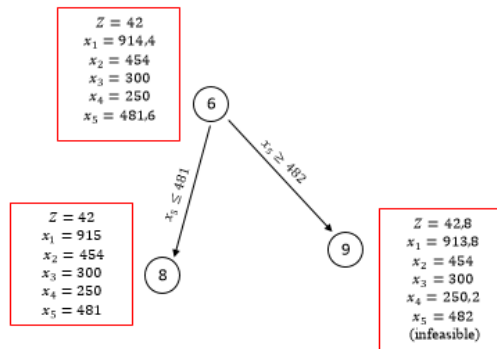 Z = 42
x₁ = 914,4
x₂ = 454
x₃ = 300
x₄ = 250
x₅ = 481,6
6
x₅ ≤ 481
x₅ ≥ 482
Z = 42
x₁ = 915
x₂ = 454
x₃ = 300
x₄ = 250
x₅ = 481
8
9
Z = 42,8
x₁ = 913,8
x₂ = 454
x₃ = 300
x₄ = 250,2
x₅ = 482
(infeasible)